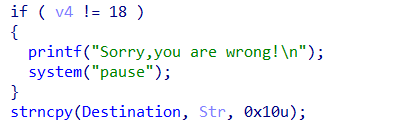 if ( v4 != 18 )
{
  printf("Sorry,you are wrong!\n");
  system("pause");
}
strncpy(Destination, Str, 0x10u);